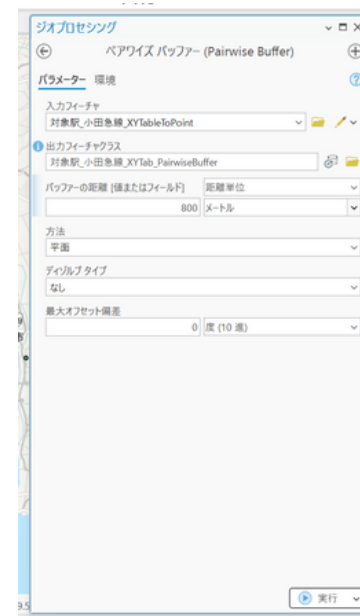 ジオプロセシング
ペアワイズ バッファー (Pairwise Buffer)
パラメーター 環境
入力フィーチャ
対象駅_小田急線_XYTableToPoint
出力フィーチャクラス
対象駅_小田急線_XYTab_PairwiseBuffer
バッファーの距離 [値またはフィールド] 距離単位
800 メートル
方法
平面
ディゾルブ タイプ
なし
最大オフセット偏差
0 度 (10 進)
市
9.5
実行